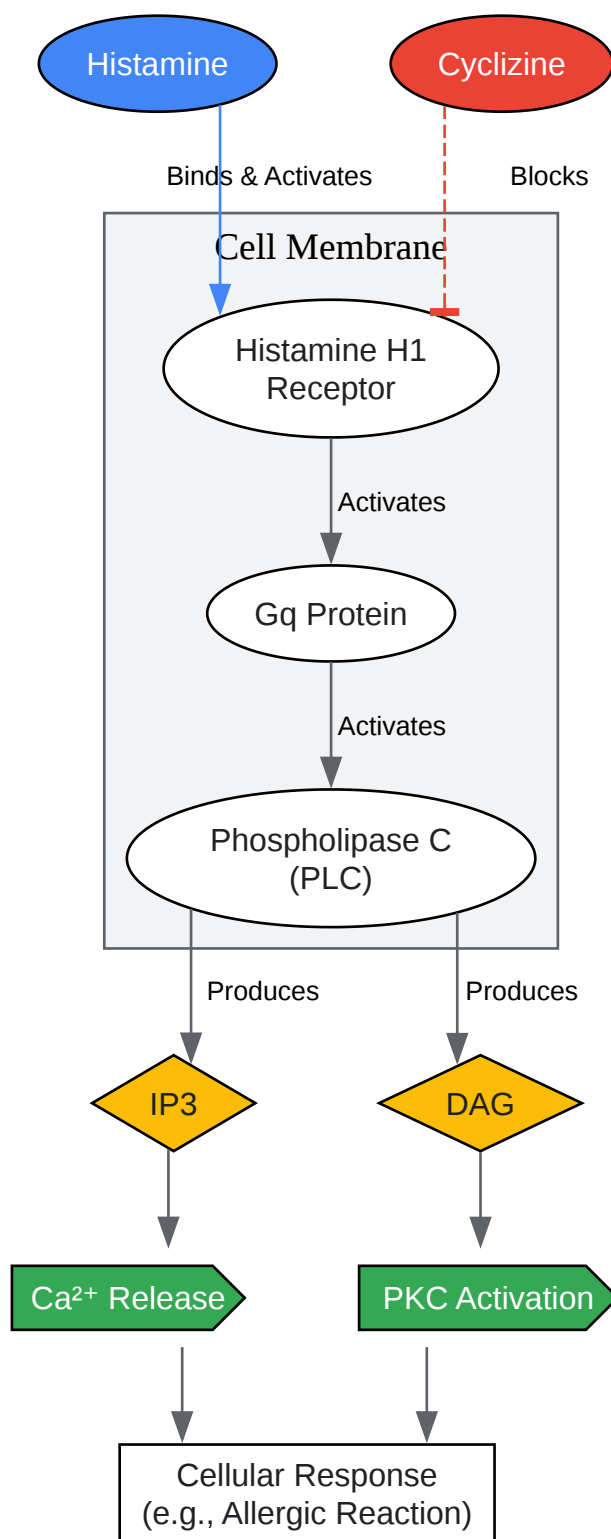 Histamine
Cyclizine
Binds & Activates
Blocks
Cell Membrane
Histamine H1
Receptor
Activates
Gq Protein
Activates
Phospholipase C
(PLC)
Produces
Produces
IP3
DAG
Ca²⁺ Release
PKC Activation
Cellular Response
(e.g., Allergic Reaction)